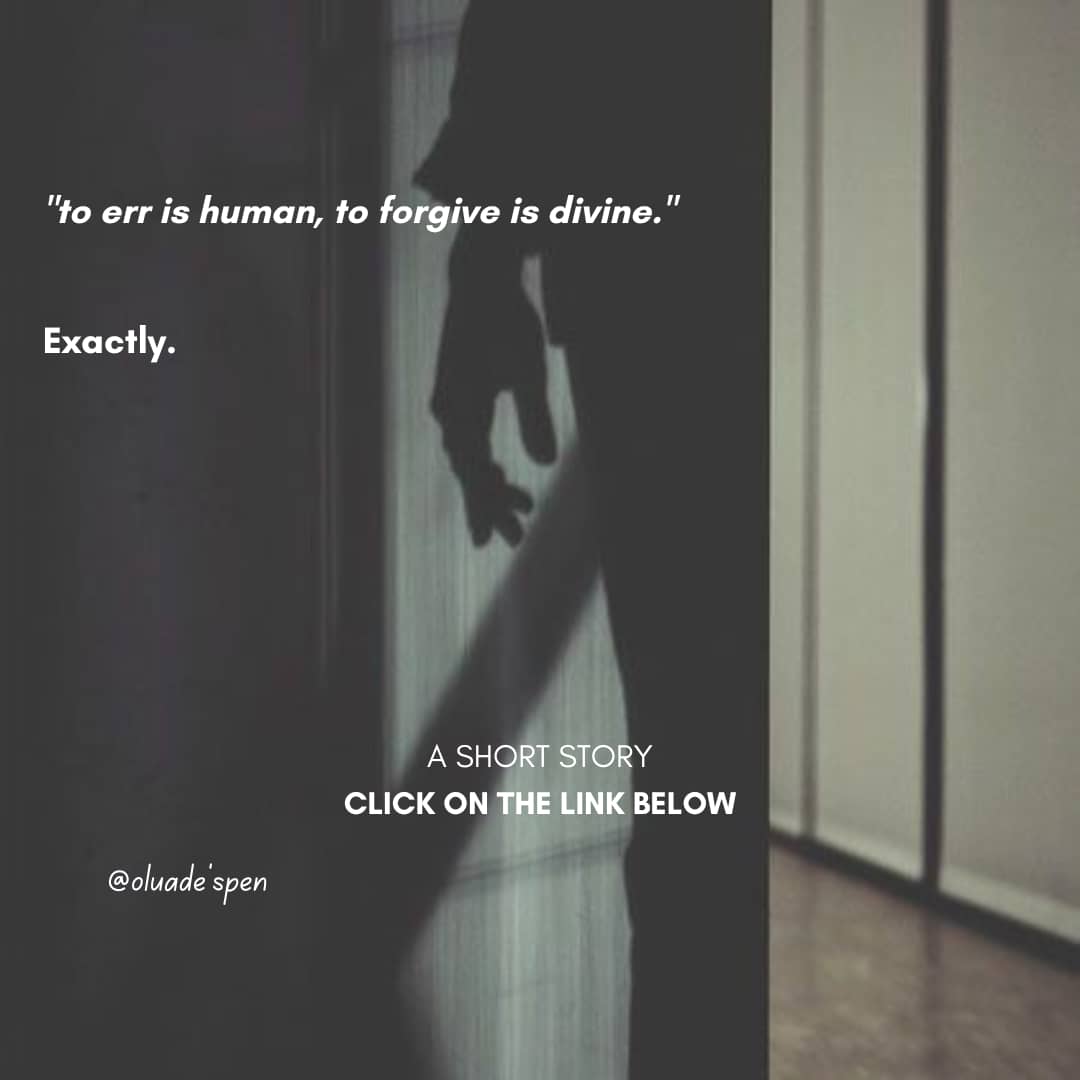 "to err is human, to forgive is divine."
Exactly.
A SHORT STORY
CLICK ON THE LINK BELOW
@oluade'spen